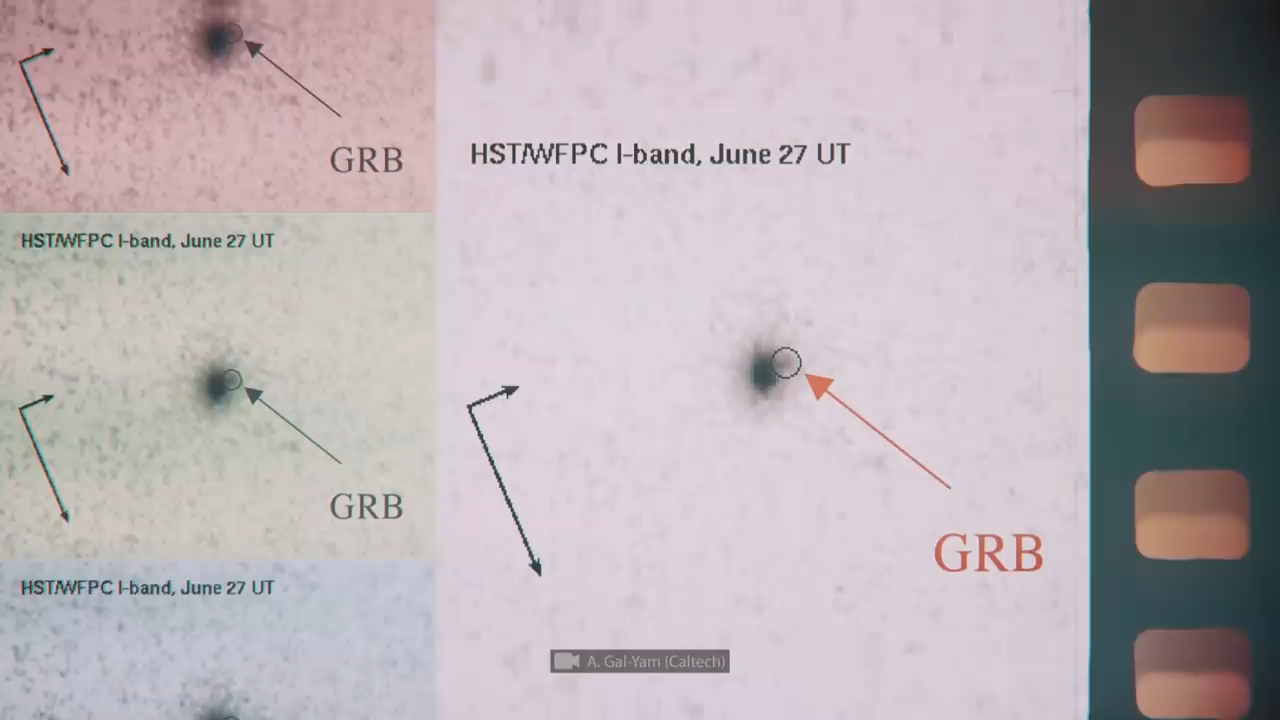 GRB
HST/WFPC I-band, June 27 UT
GRB
HST/WFPC I-band, June 27 UT
HST/WFPC I-band, June 27 UT
GRB
A. Gal-Yam (Caltech)